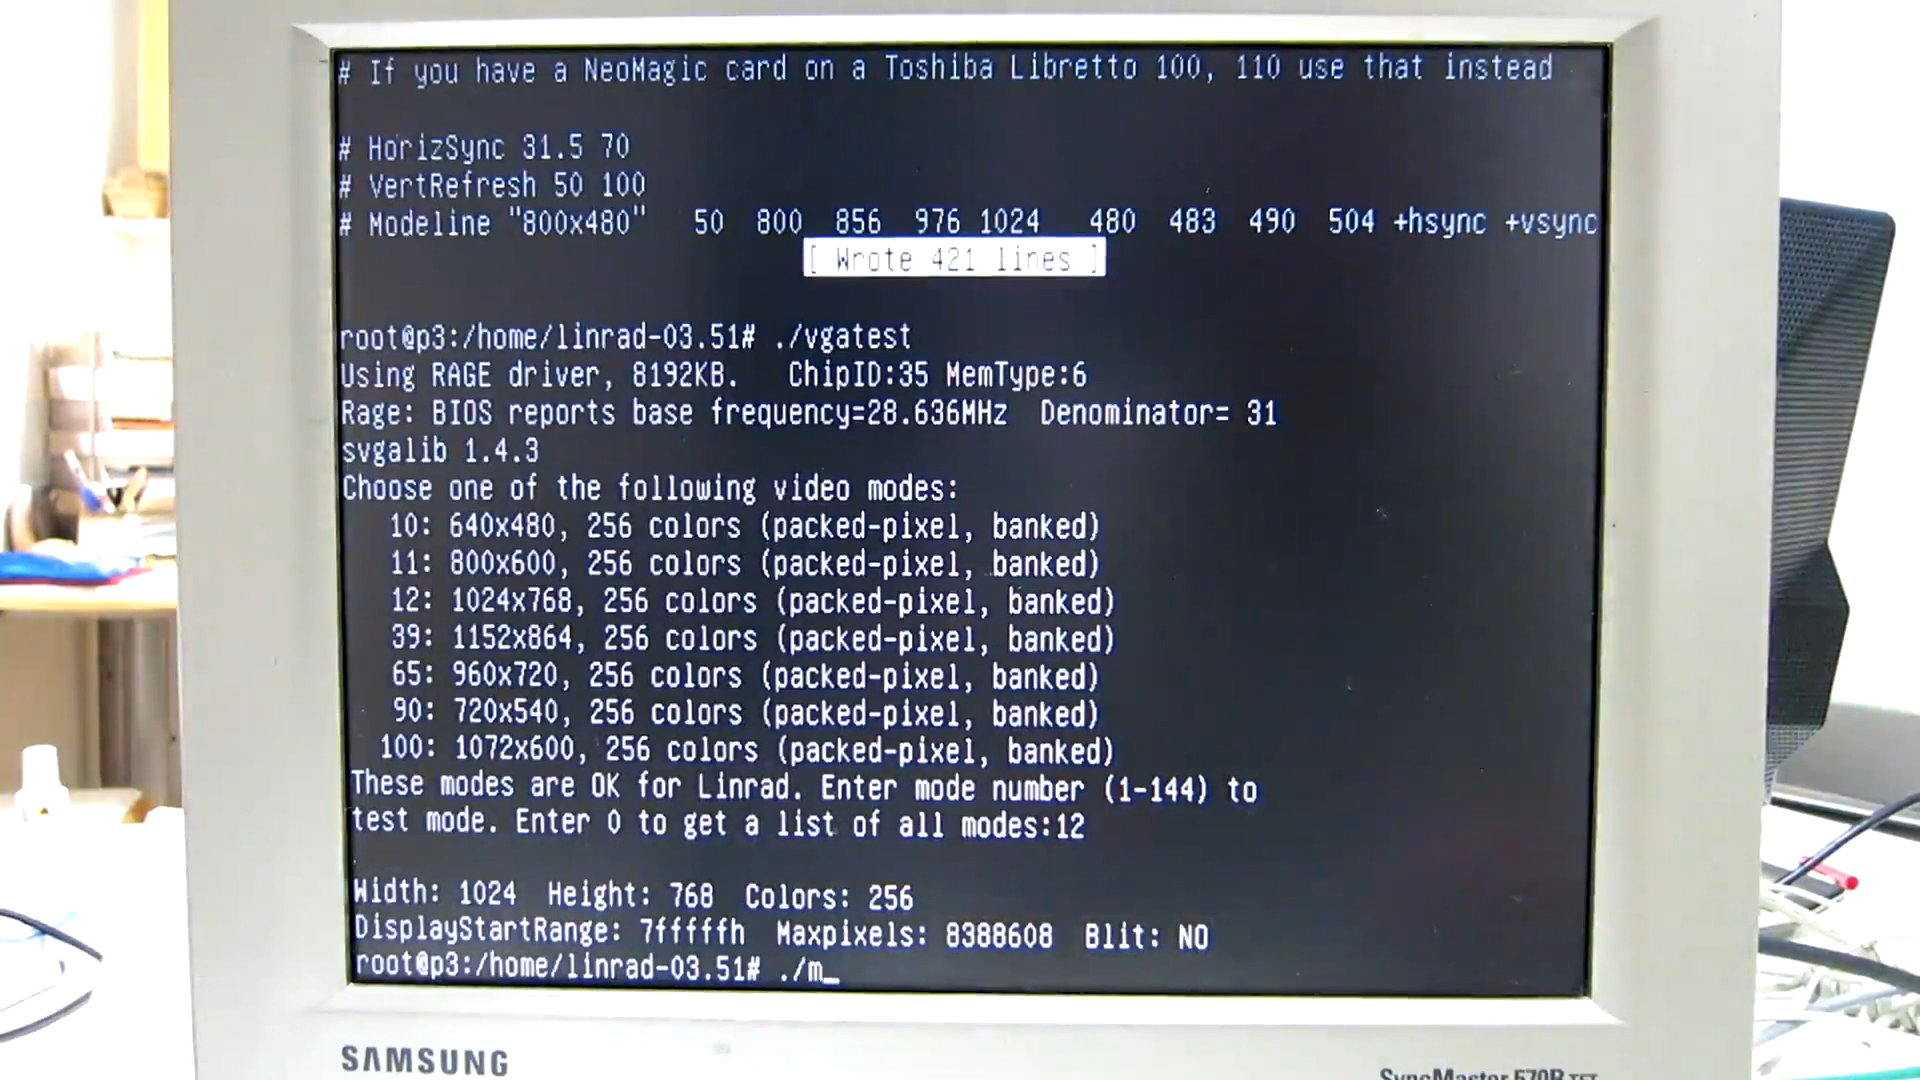 # If you have a NeoMagic card on a Toshiba Libretto 100, 110 use that instead
# HorizSync 31.5 70
# VertRefresh 50 100
# Modeline "800x480" 50 800 856 976 1024 480 483 490 504 +hsync +vsync
[ Wrote 421 lines ]
root@p3:/home/linrad-03.51# ./vgatest
Using RAGE driver, 8192KB. ChipID:35 MemType:6
Rage: BIOS reports base frequency=28.636MHz Denominator= 31
svgalib 1.4.3
Choose one of the following video modes:
10: 640x480, 256 colors (packed-pixel, banked)
11: 800x600, 256 colors (packed-pixel, banked)
12: 1024x768, 256 colors (packed-pixel, banked)
39: 1152x864, 256 colors (packed-pixel, banked)
65: 960x720, 256 colors (packed-pixel, banked)
90: 720x540, 256 colors (packed-pixel, banked)
100: 1072x600, 256 colors (packed-pixel, banked)
These modes are OK for Linrad. Enter mode number (1-144) to
test mode. Enter 0 to get a list of all modes:12
Width: 1024 Height: 768 Colors: 256
DisplayStartRange: 7fffffh Maxpixels: 8388608 Blit: NO
root@p3:/home/linrad-03.51# ./m_
SAMSUNG
SyncMaster